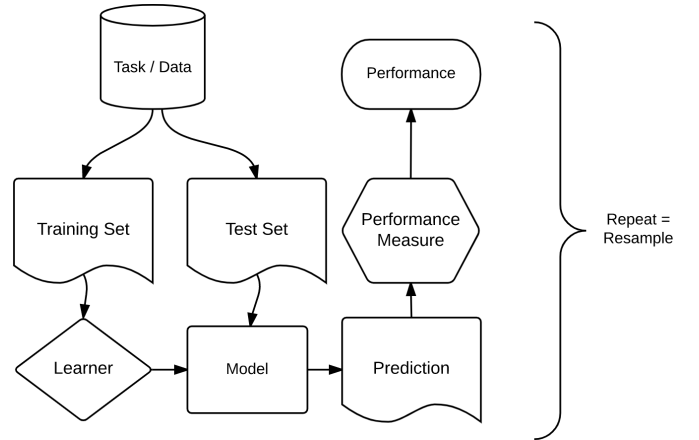 Task / Data
Performance
Training Set
Test Set
Performance
Measure
Repeat =
Resample
Learner
Model
Prediction